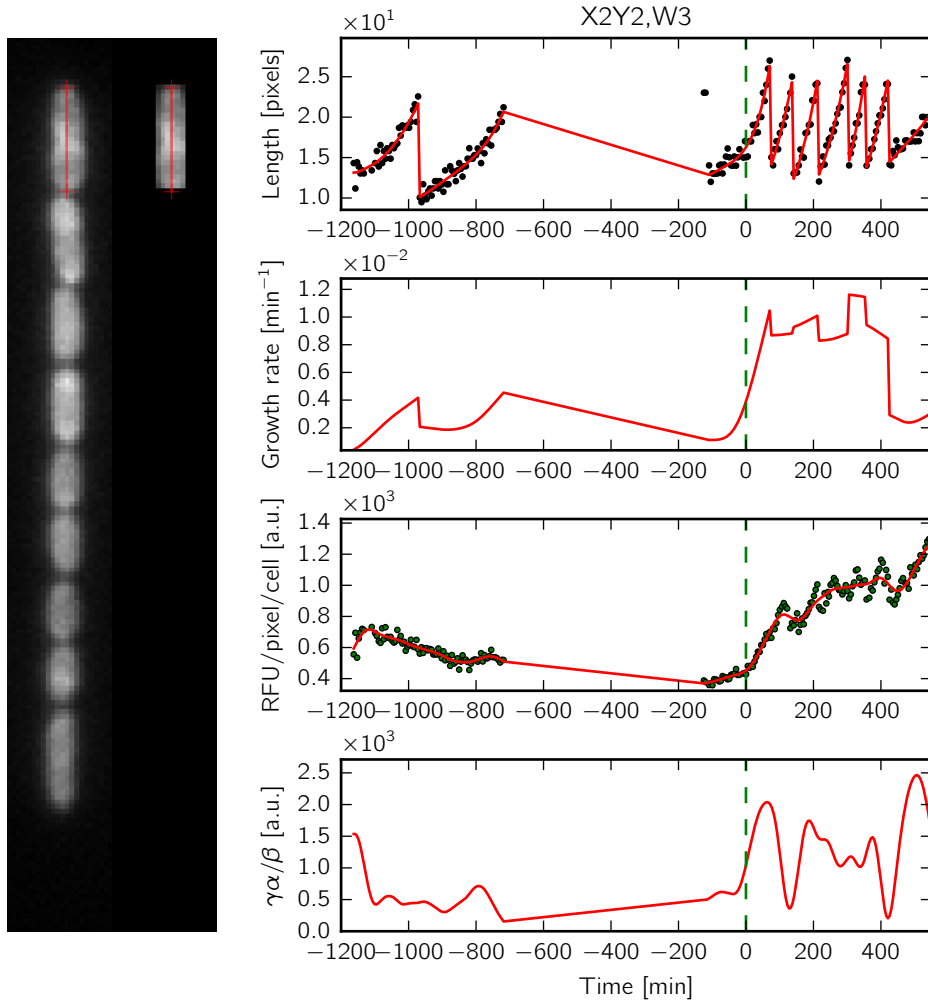 X2Y2,W3
×10¹
Length [pixels]
2.5
2.0
1.5
1.0
−1200 −1000 −800 −600 −400 −200 0 200 400
×10⁻²
Growth rate [min⁻¹]
1.2
1.0
0.8
0.6
0.4
0.2
−1200 −1000 −800 −600 −400 −200 0 200 400
×10³
RFU/pixel/cell [a.u.]
1.4
1.2
1.0
0.8
0.6
0.4
−1200 −1000 −800 −600 −400 −200 0 200 400
×10³
γα/β [a.u.]
2.5
2.0
1.5
1.0
0.5
0.0
−1200 −1000 −800 −600 −400 −200 0 200 400
Time [min]